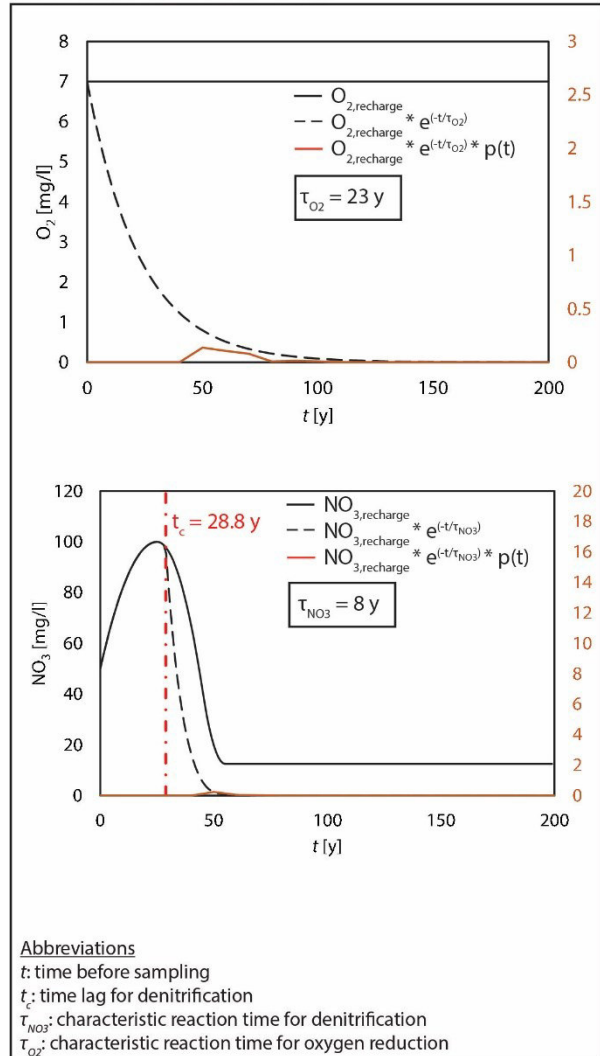 8
7
6
5
4
3
2
1
0
O₂ [mg/l]
3
2.5
2
1.5
1
0.5
0
O₂,recharge
O₂,recharge * e(-t/τO2)
O₂,recharge * e(-t/τO2) * p(t)
τO2 = 23 y
0 50 100 150 200
t [y]
120
100
80
60
40
20
0
NO₃ [mg/l]
20
18
16
14
12
10
8
6
4
2
0
tc = 28.8 y
NO₃,recharge
NO₃,recharge * e(-t/τNO3)
NO₃,recharge * e(-t/τNO3) * p(t)
τNO3 = 8 y
0 50 100 150 200
t [y]
Abbreviations
t: time before sampling
tc: time lag for denitrification
τNO3: characteristic reaction time for denitrification
τO2: characteristic reaction time for oxygen reduction